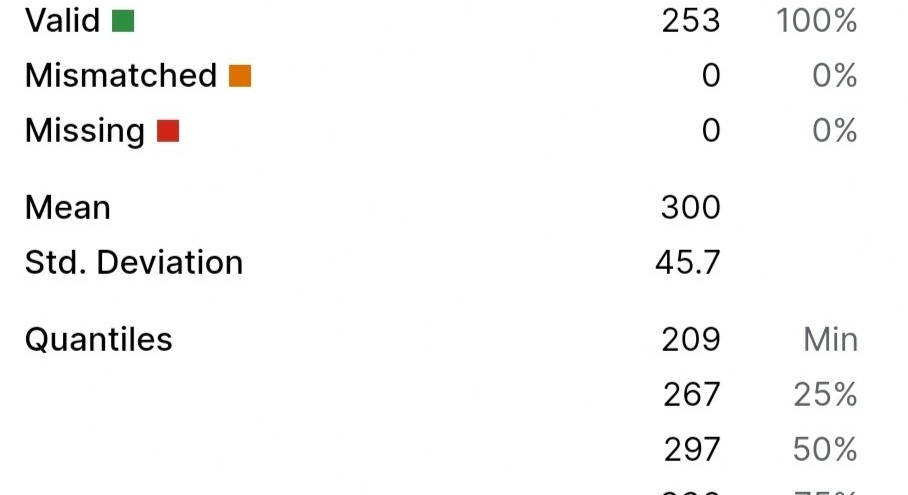 Valid 253 100%
Mismatched 0 0%
Missing 0 0%
Mean 300
Std. Deviation 45.7
Quantiles 209 Min
267 25%
297 50%